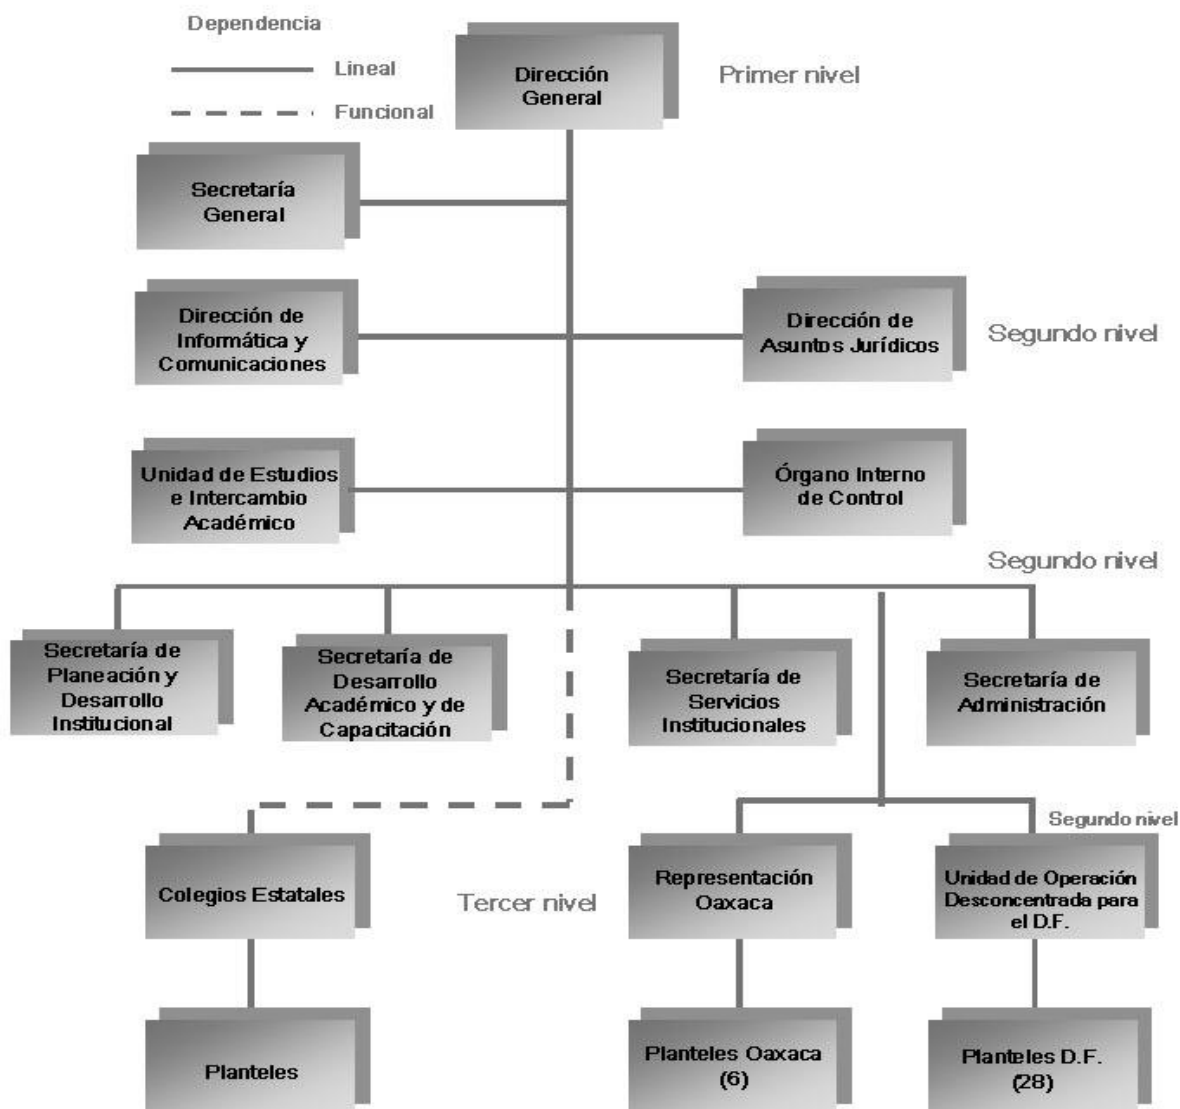 Dependencia
Lineal
Funcional
Dirección
General
Primer nivel
Secretaría
General
Dirección de
Informática y
Comunicaciones
Dirección de
Asuntos Jurídicos
Segundo nivel
Unidad de Estudios
e Intercambio
Académico
Órgano Interno
de Control
Segundo nivel
Secretaría de
Planeación y
Desarrollo
Institucional
Secretaría de
Desarrollo
Académico y de
Capacitación
Secretaría de
Servicios
Institucionales
Secretaría de
Administración
Segundo nivel
Colegios Estatales
Tercer nivel
Representación
Oaxaca
Unidad de Operación
Desconcentrada para
el D.F.
Planteles
Planteles Oaxaca
(6)
Planteles D.F.
(28)